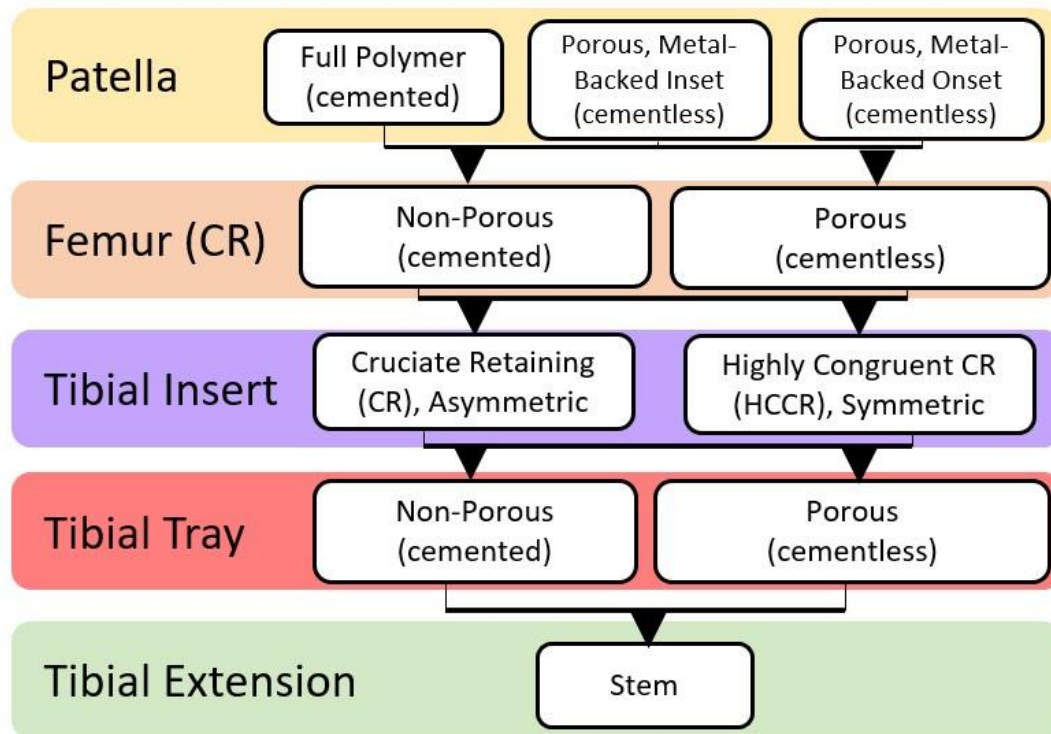 Patella
Full Polymer
(cemented)
Porous, Metal-
Backed Inset
(cementless)
Porous, Metal-
Backed Onset
(cementless)
Femur (CR)
Non-Porous
(cemented)
Porous
(cementless)
Tibial Insert
Cruciate Retaining
(CR), Asymmetric
Highly Congruent CR
(HCCR), Symmetric
Tibial Tray
Non-Porous
(cemented)
Porous
(cementless)
Tibial Extension
Stem